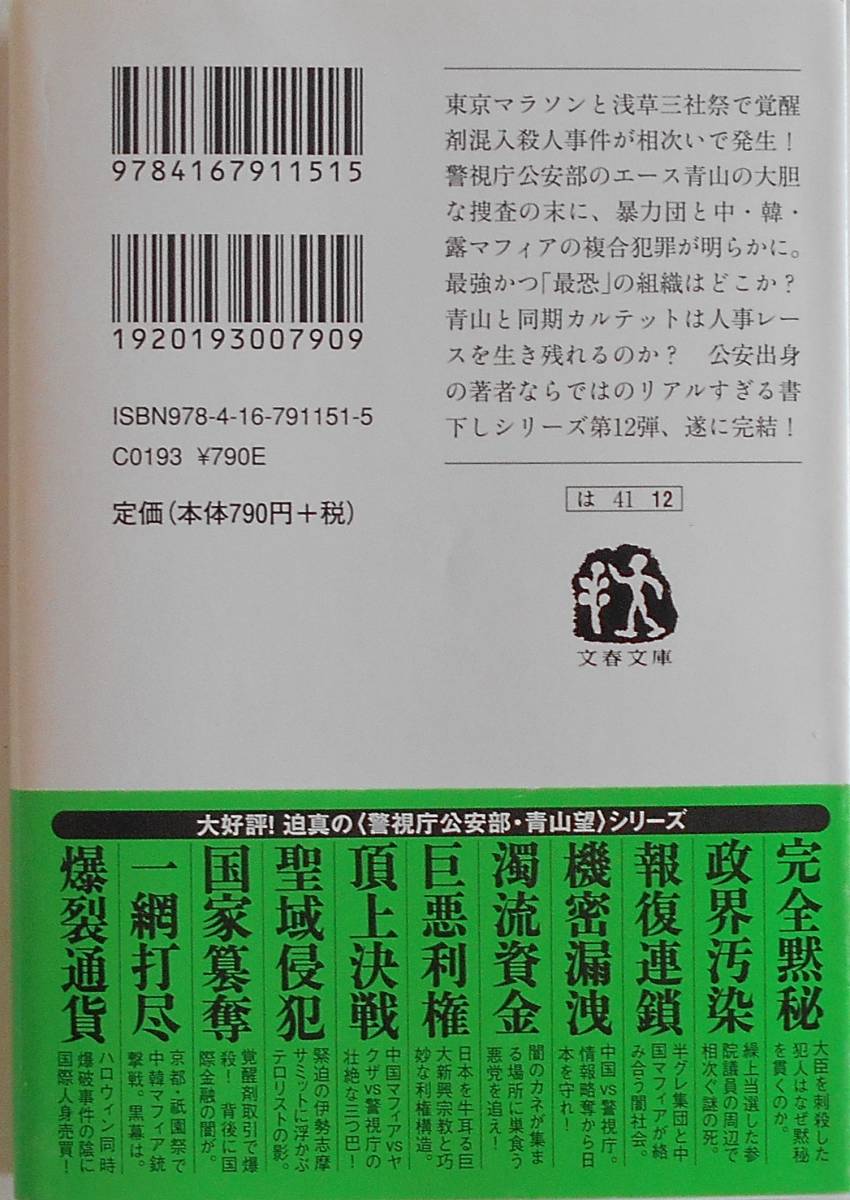 9784167911515
1920193007909
ISBN978-4-16-791151-5
C0193 ¥790E
定価(本体790円+税)
東京マラソンと浅草三社祭で覚醒
剤混入殺人事件が相次いで発生!
警視庁公安部のエース青山の大胆
な捜査の末に、暴力団と中・韓・
露マフィアの複合犯罪が明らかに。
最強かつ「最恐」の組織はどこか?
青山と同期カルテットは人事レー
スを生き残れるのか? 公安出身
の著者ならではのリアルすぎる書
下しシリーズ第12弾、遂に完結!
は 41 12
文春文庫
大好評!迫真の〈警視庁公安部・青山望〉シリーズ
完全黙秘
大臣を刺殺した
犯人はなぜ黙秘
を貫くのか。
政界汚染
繰上当選した参
院議員の周辺で
相次ぐ謎の死。
報復連鎖
半グレ集団と中
国マフィアが絡
み合う闇社会。
機密漏洩
中国vs警視庁。
情報略奪から日
本を守れ!
濁流資金
闇のカネが集ま
る場所に巣食う
悪党を追え!
巨悪利権
日本を牛耳る巨
大新興宗教と巧
妙な利権構造。
頂上決戦
中国マフィアvsヤ
クザvs警視庁の
壮絶な三つ巴!
聖域侵犯
緊迫の伊勢志摩
サミットに浮かぶ
テロリストの影。
国家簒奪
覚醒剤取引で爆
殺! 背後に国
際金融の闇が。
一網打尽
京都・祇園祭で
中韓マフィア銃
撃戦。黒幕は。
爆裂通貨
ハロウィン同時
爆破事件の陰に
国際人身売買!